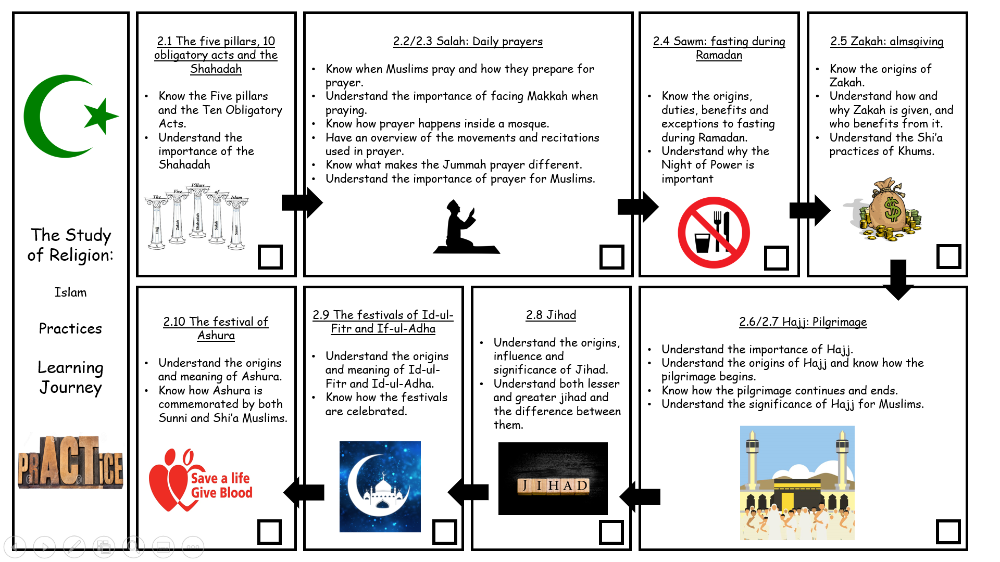 The Study
of Religion:
Islam
Practices
Learning
Journey
PRACTiCE
2.1 The five pillars, 10
obligatory acts and the
Shahadah
• Know the Five pillars
and the Ten Obligatory
Acts.
• Understand the
importance of the
Shahadah
The Five Pillars of Islam
Hajj Zakah Shahadah Salah Sawm
5 3 1 2 4
2.2/2.3 Salah: Daily prayers
• Know when Muslims pray and how they prepare for
prayer.
• Understand the importance of facing Makkah when
praying.
• Know how prayer happens inside a mosque.
• Have an overview of the movements and recitations
used in prayer.
• Know what makes the Jummah prayer different.
• Understand the importance of prayer for Muslims.
2.4 Sawm: fasting during
Ramadan
• Know the origins,
duties, benefits and
exceptions to fasting
during Ramadan.
• Understand why the
Night of Power is
important
2.5 Zakah: almsgiving
• Know the origins of
Zakah.
• Understand how and
why Zakah is given, and
who benefits from it.
• Understand the Shi’a
practices of Khums.
$
2.6/2.7 Hajj: Pilgrimage
• Understand the importance of Hajj.
• Understand the origins of Hajj and know how the
pilgrimage begins.
• Know how the pilgrimage continues and ends.
• Understand the significance of Hajj for Muslims.
2.8 Jihad
• Understand the origins,
influence and
significance of Jihad.
• Understand both lesser
and greater jihad and
the difference between
them.
JIHAD
2.9 The festivals of Id-ul-
Fitr and If-ul-Adha
• Understand the origins
and meaning of Id-ul-
Fitr and Id-ul-Adha.
• Know how the festivals
are celebrated.
2.10 The festival of
Ashura
• Understand the origins
and meaning of Ashura.
• Know how Ashura is
commemorated by both
Sunni and Shi’a Muslims.
Save a life
Give Blood